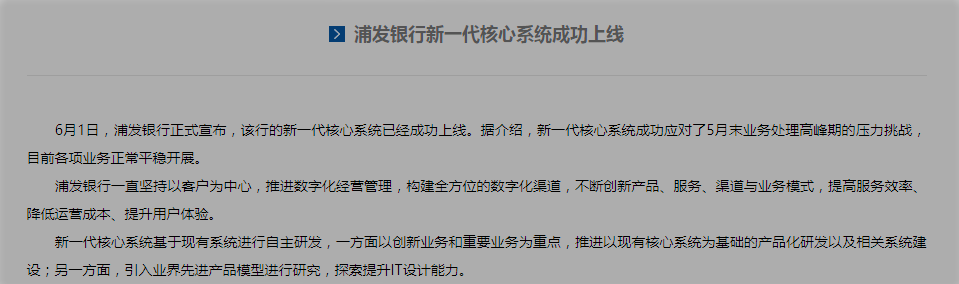 浦发银行新一代核心系统成功上线
6月1日，浦发银行正式宣布，该行的新一代核心系统已经成功上线。据介绍，新一代核心系统成功应对了5月末业务处理高峰期的压力挑战，
目前各项业务正常平稳开展。
浦发银行一直坚持以客户为中心，推进数字化经营管理，构建全方位的数字化渠道，不断创新产品、服务、渠道与业务模式，提高服务效率、
降低运营成本、提升用户体验。
新一代核心系统基于现有系统进行自主研发，一方面以创新业务和重要业务为重点，推进以现有核心系统为基础的产品化研发以及相关系统建
设；另一方面，引入业界先进产品模型进行研究，探索提升IT设计能力。